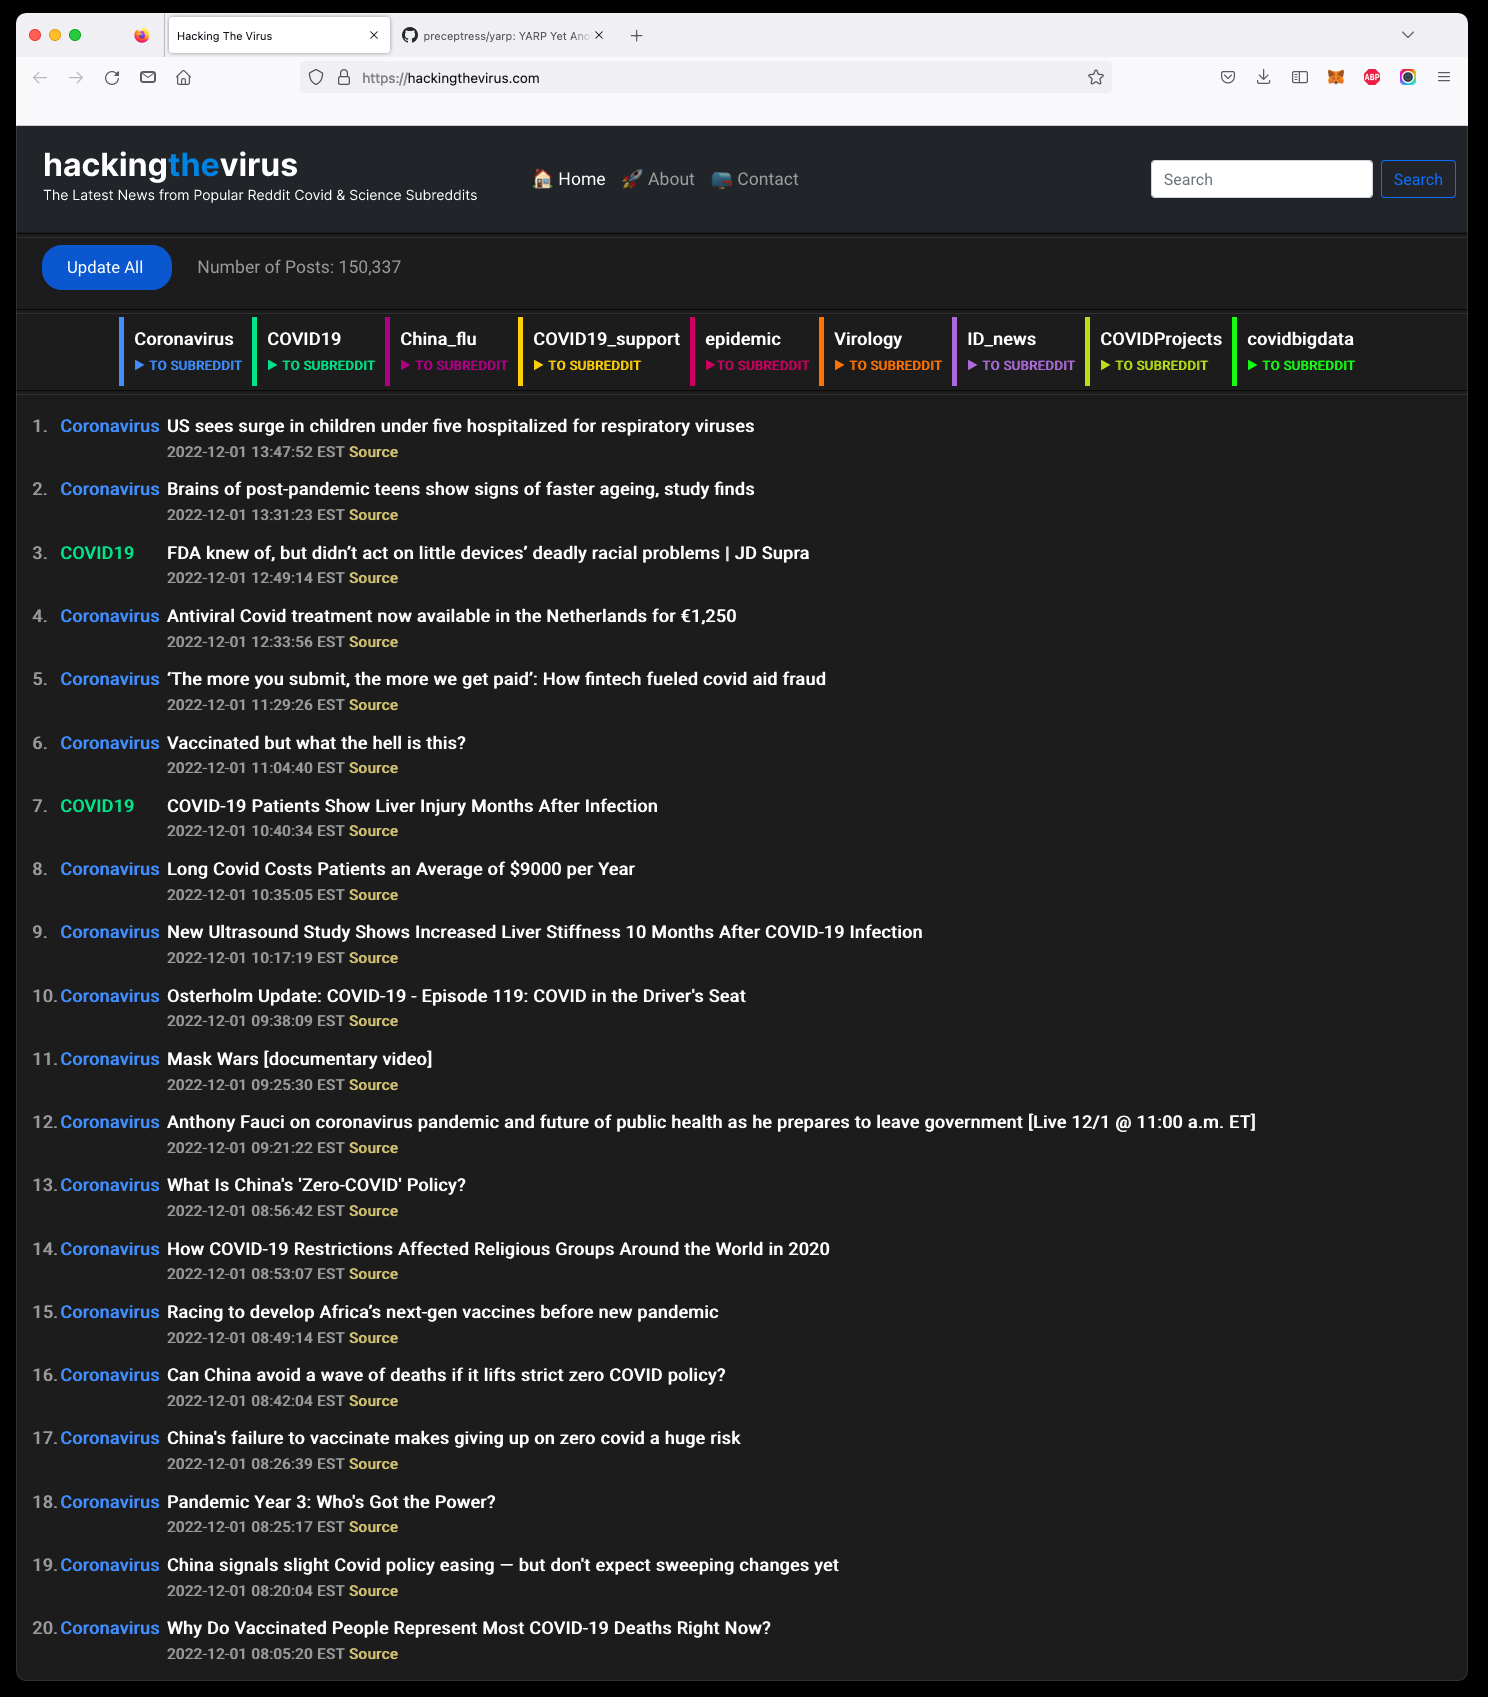 Hacking The Virus
preceptress/yarp: YARP Yet Ano
https://hackingthevirus.com
ABP
hackingthevirus
The Latest News from Popular Reddit Covid & Science Subreddits
Home About Contact
Search Search
Update All Number of Posts: 150,337
Coronavirus COVID19 China_flu COVID19_support epidemic Virology ID_news COVIDProjects covidbigdata
▶ TO SUBREDDIT ▶ TO SUBREDDIT ▶ TO SUBREDDIT ▶ TO SUBREDDIT ▶ TO SUBREDDIT ▶ TO SUBREDDIT ▶ TO SUBREDDIT ▶ TO SUBREDDIT ▶ TO SUBREDDIT
1. Coronavirus US sees surge in children under five hospitalized for respiratory viruses
2022-12-01 13:47:52 EST Source
2. Coronavirus Brains of post-pandemic teens show signs of faster ageing, study finds
2022-12-01 13:31:23 EST Source
3. COVID19 FDA knew of, but didn’t act on little devices’ deadly racial problems | JD Supra
2022-12-01 12:49:14 EST Source
4. Coronavirus Antiviral Covid treatment now available in the Netherlands for €1,250
2022-12-01 12:33:56 EST Source
5. Coronavirus ‘The more you submit, the more we get paid’: How fintech fueled covid aid fraud
2022-12-01 11:29:26 EST Source
6. Coronavirus Vaccinated but what the hell is this?
2022-12-01 11:04:40 EST Source
7. COVID19 COVID-19 Patients Show Liver Injury Months After Infection
2022-12-01 10:40:34 EST Source
8. Coronavirus Long Covid Costs Patients an Average of $9000 per Year
2022-12-01 10:35:05 EST Source
9. Coronavirus New Ultrasound Study Shows Increased Liver Stiffness 10 Months After COVID-19 Infection
2022-12-01 10:17:19 EST Source
10. Coronavirus Osterholm Update: COVID-19 - Episode 119: COVID in the Driver's Seat
2022-12-01 09:38:09 EST Source
11. Coronavirus Mask Wars [documentary video]
2022-12-01 09:25:30 EST Source
12. Coronavirus Anthony Fauci on coronavirus pandemic and future of public health as he prepares to leave government [Live 12/1 @ 11:00 a.m. ET]
2022-12-01 09:21:22 EST Source
13. Coronavirus What Is China's 'Zero-COVID' Policy?
2022-12-01 08:56:42 EST Source
14. Coronavirus How COVID-19 Restrictions Affected Religious Groups Around the World in 2020
2022-12-01 08:53:07 EST Source
15. Coronavirus Racing to develop Africa’s next-gen vaccines before new pandemic
2022-12-01 08:49:14 EST Source
16. Coronavirus Can China avoid a wave of deaths if it lifts strict zero COVID policy?
2022-12-01 08:42:04 EST Source
17. Coronavirus China's failure to vaccinate makes giving up on zero covid a huge risk
2022-12-01 08:26:39 EST Source
18. Coronavirus Pandemic Year 3: Who's Got the Power?
2022-12-01 08:25:17 EST Source
19. Coronavirus China signals slight Covid policy easing — but don't expect sweeping changes yet
2022-12-01 08:20:04 EST Source
20. Coronavirus Why Do Vaccinated People Represent Most COVID-19 Deaths Right Now?
2022-12-01 08:05:20 EST Source